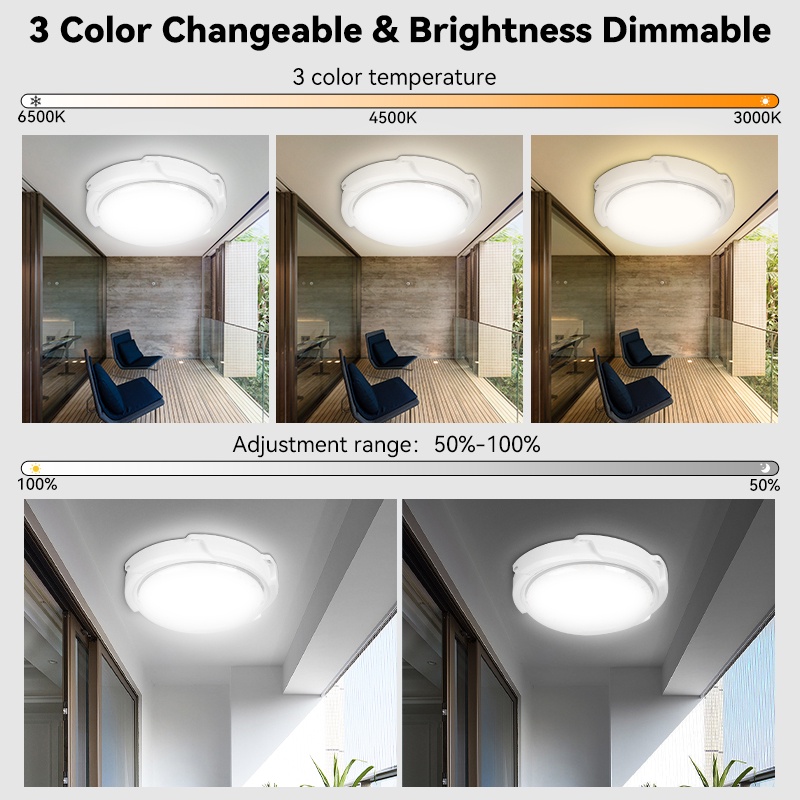 3 Color Changeable & Brightness Dimmable
3 color temperature
6500K 4500K 3000K
Adjustment range: 50%-100%
100% 50%